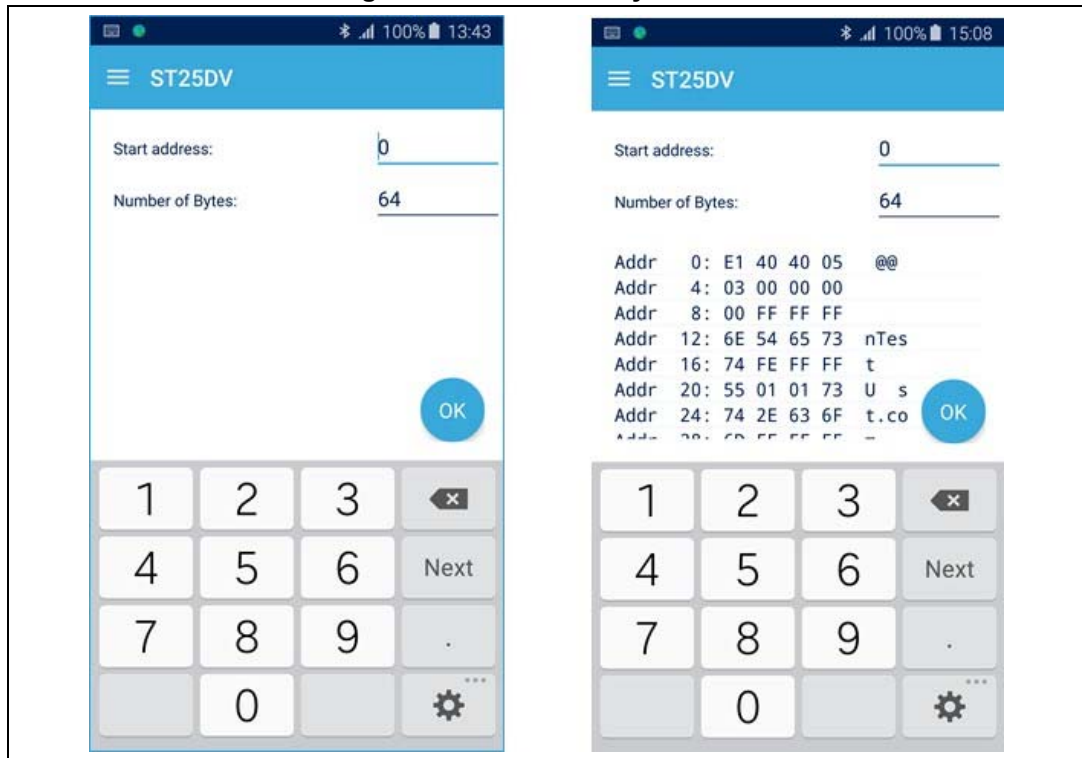 100% 13:43
ST25DV
Start address: 0
Number of Bytes: 64
OK
1 2 3
4 5 6 Next
7 8 9 .
0
100% 15:08
ST25DV
Start address: 0
Number of Bytes: 64
Addr 0: E1 40 40 05 @@
Addr 4: 03 00 00 00
Addr 8: 00 FF FF FF
Addr 12: 6E 54 65 73 nTes
Addr 16: 74 FE FF FF t
Addr 20: 55 01 01 73 U s
Addr 24: 74 2E 63 6F t.co
OK
1 2 3
4 5 6 Next
7 8 9 .
0